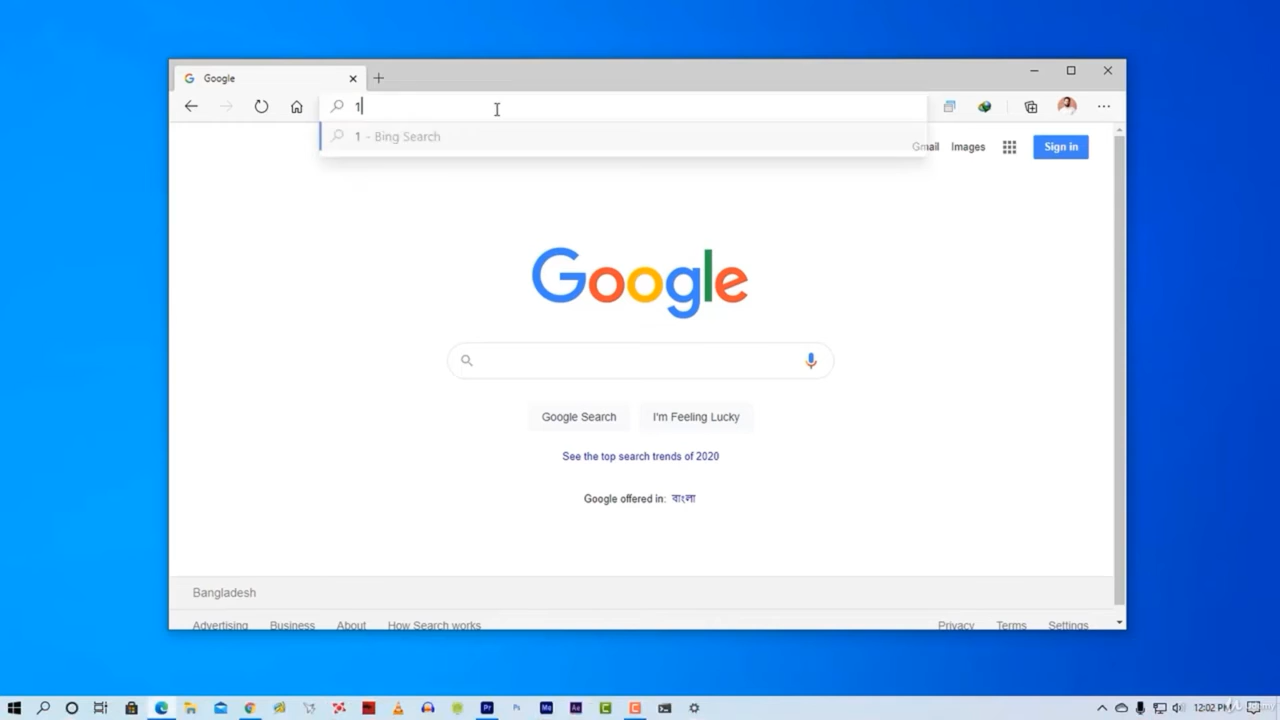 Google
1
1 - Bing Search
Gmail Images Sign in
Google
Google Search I'm Feeling Lucky
See the top search trends of 2020
Google offered in: বাংলা
Bangladesh
Advertising Business About How Search works Privacy Terms Settings
12:02 PM